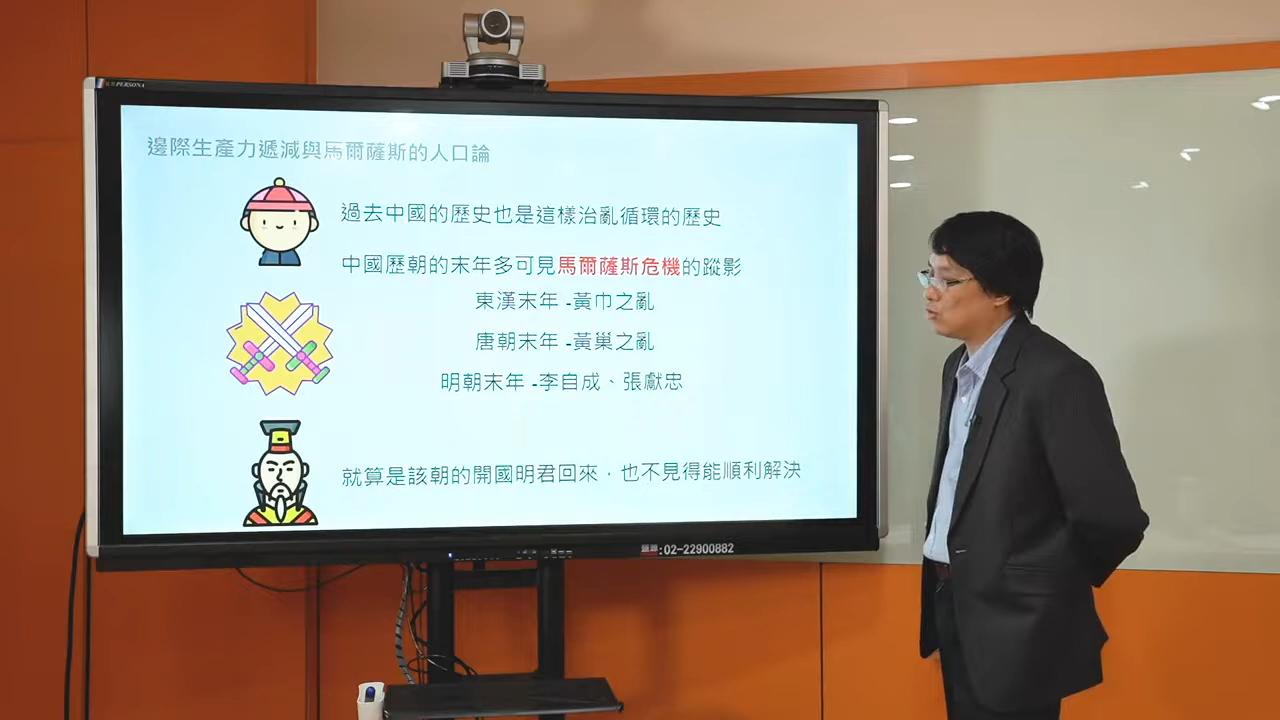 PERSONA
邊際生產力遞減與馬爾薩斯的人口論
過去中國的歷史也是這樣治亂循環的歷史
中國歷朝的末年多可見馬爾薩斯危機的蹤影
東漢末年 -黃巾之亂
唐朝末年 -黃巢之亂
明朝末年 -李自成、張獻忠
就算是該朝的開國明君回來，也不見得能順利解決
:02-22900882